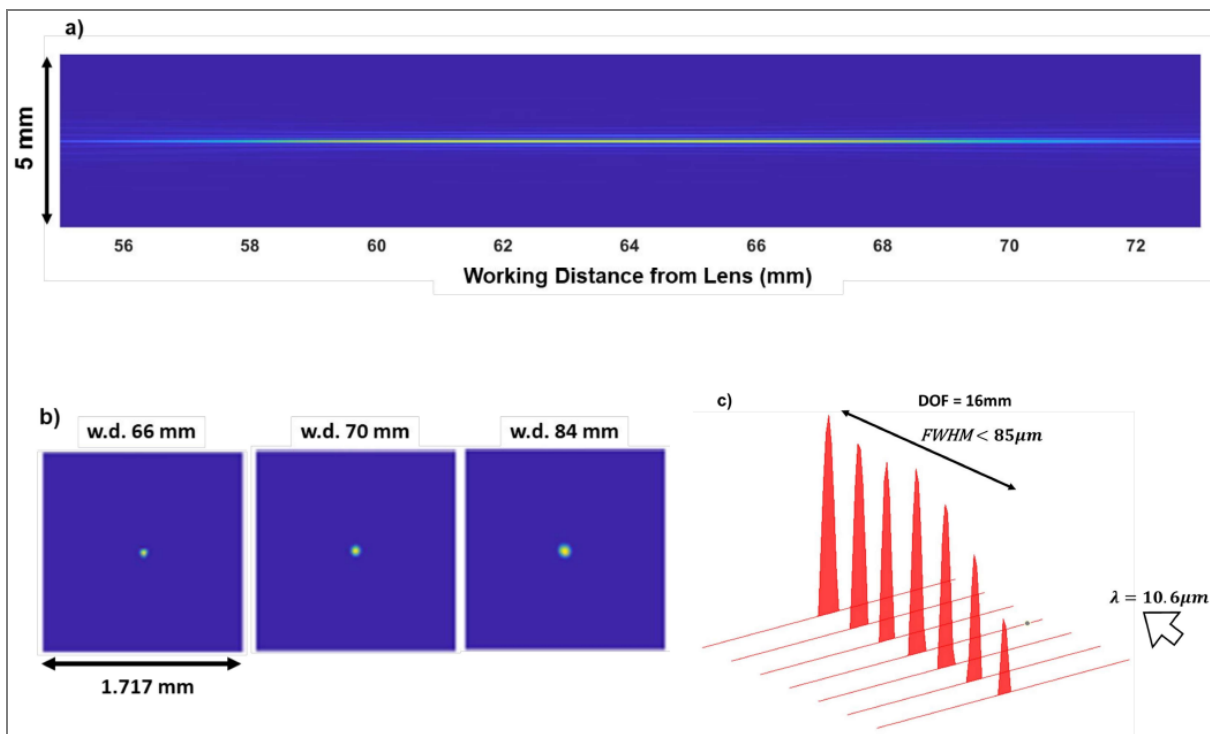 a)
5 mm
56 58 60 62 64 66 68 70 72
Working Distance from Lens (mm)
b)
w.d. 66 mm w.d. 70 mm w.d. 84 mm
1.717 mm
c)
DOF = 16mm
FWHM < 85μm
λ = 10.6μm